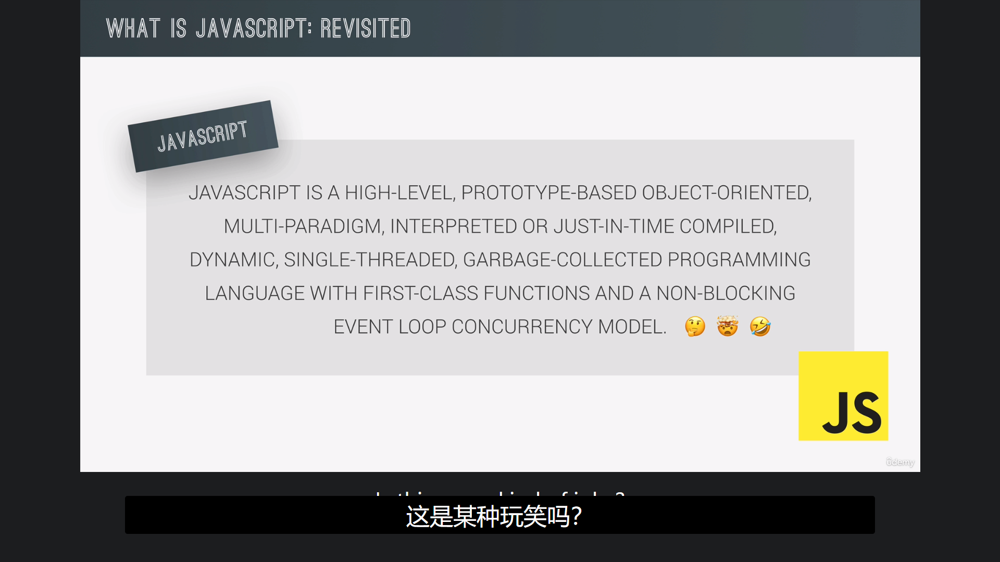 WHAT IS JAVASCRIPT: REVISITED
JAVASCRIPT
JAVASCRIPT IS A HIGH-LEVEL, PROTOTYPE-BASED OBJECT-ORIENTED,
MULTI-PARADIGM, INTERPRETED OR JUST-IN-TIME COMPILED,
DYNAMIC, SINGLE-THREADED, GARBAGE-COLLECTED PROGRAMMING
LANGUAGE WITH FIRST-CLASS FUNCTIONS AND A NON-BLOCKING
EVENT LOOP CONCURRENCY MODEL. 🤔 🤯 🤣
JS
ûdemy
这是某种玩笑吗？